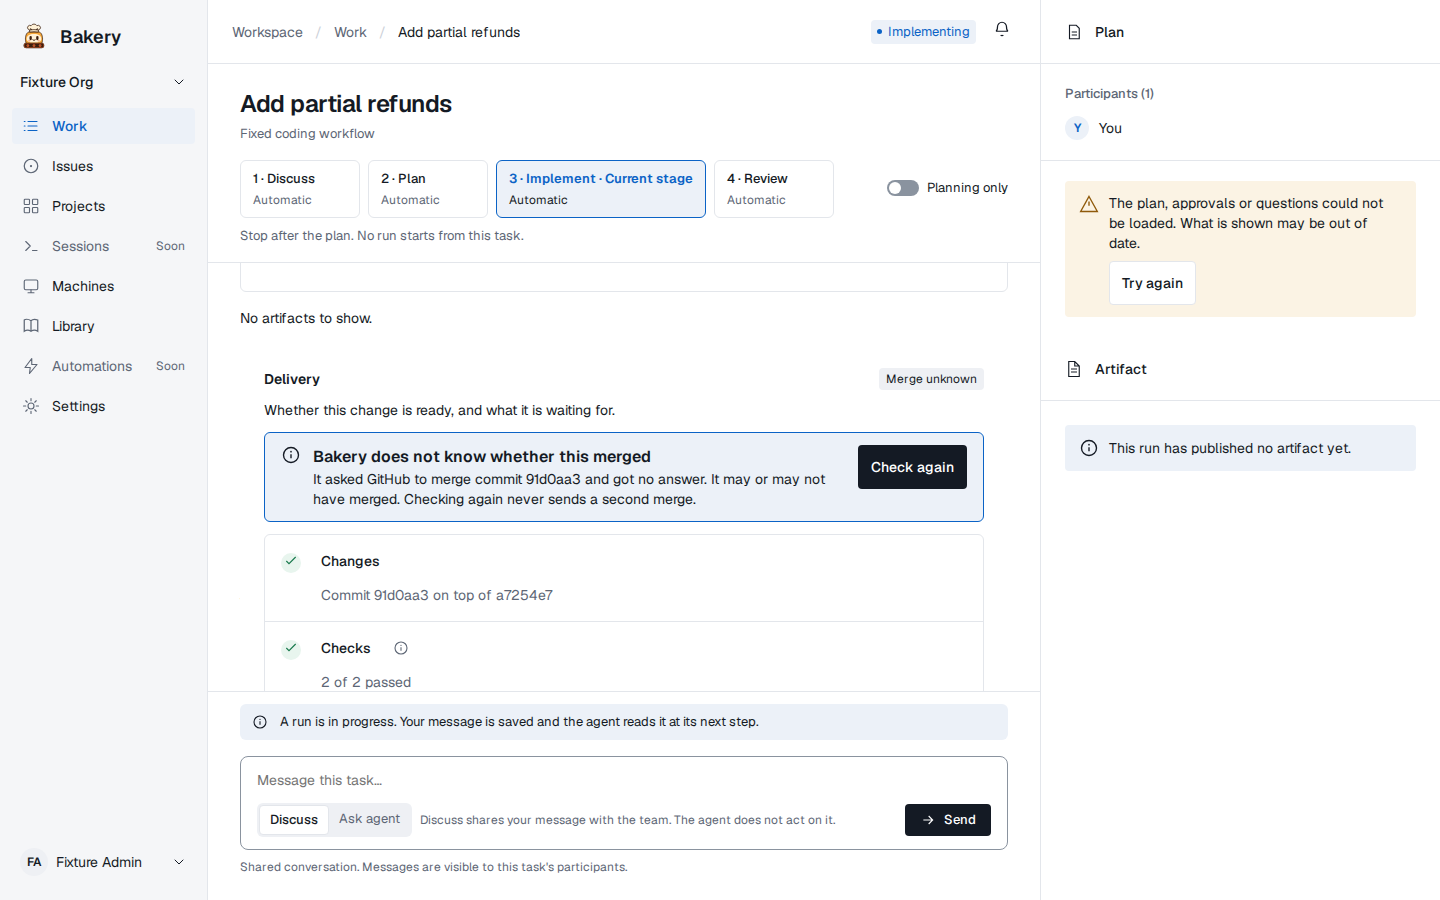 Bakery
Fixture Org
Work
Issues
Projects
Sessions Soon
Machines
Library
Automations Soon
Settings
FA Fixture Admin
Workspace / Work / Add partial refunds
Implementing
Add partial refunds
Fixed coding workflow
1 · Discuss
Automatic
2 · Plan
Automatic
3 · Implement · Current stage
Automatic
4 · Review
Automatic
Planning only
Stop after the plan. No run starts from this task.
No artifacts to show.
Delivery
Merge unknown
Whether this change is ready, and what it is waiting for.
Bakery does not know whether this merged
It asked GitHub to merge commit 91d0aa3 and got no answer. It may or may not
have merged. Checking again never sends a second merge.
Check again
Changes
Commit 91d0aa3 on top of a7254e7
Checks
2 of 2 passed
A run is in progress. Your message is saved and the agent reads it at its next step.
Message this task...
Discuss Ask agent Discuss shares your message with the team. The agent does not act on it.
Send
Shared conversation. Messages are visible to this task's participants.
Plan
Participants (1)
Y You
The plan, approvals or questions could not
be loaded. What is shown may be out of
date.
Try again
Artifact
This run has published no artifact yet.